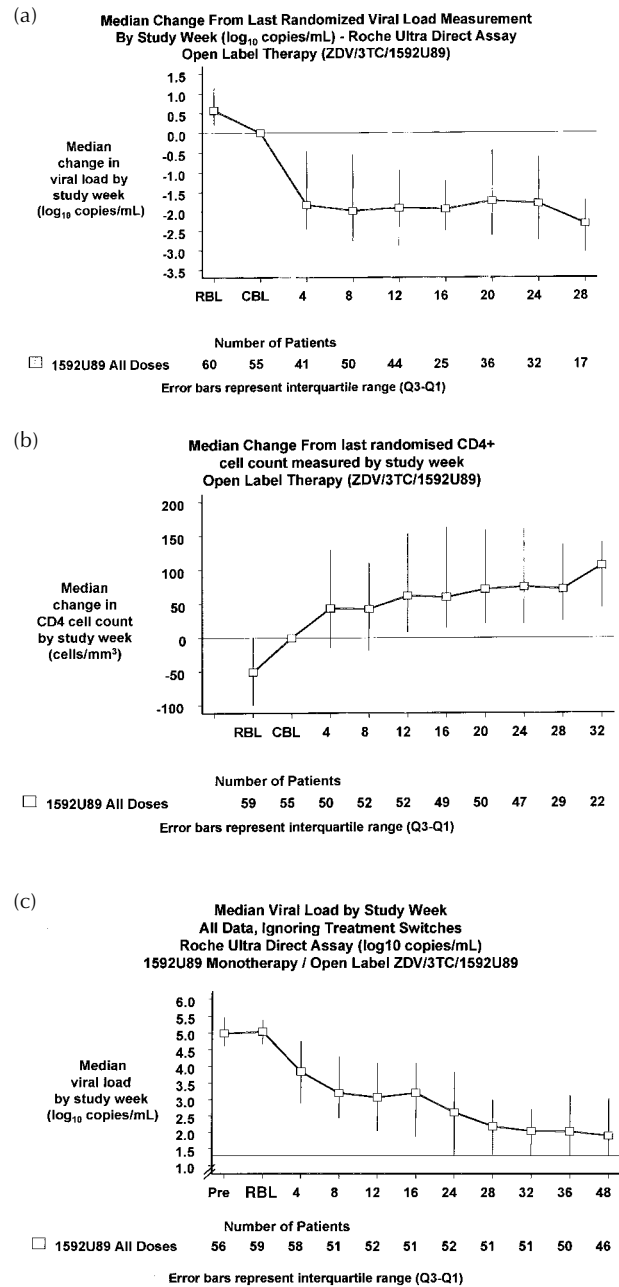 (a)
Median Change From Last Randomized Viral Load Measurement
By Study Week (log10 copies/mL) - Roche Ultra Direct Assay
Open Label Therapy (ZDV/3TC/1592U89)
1.5
1.0
0.5
0.0
-0.5
-1.0
-1.5
-2.0
-2.5
-3.0
-3.5
Median
change in
viral load by
study week
(log10 copies/mL)
RBL CBL 4 8 12 16 20 24 28
Number of Patients
1592U89 All Doses 60 55 41 50 44 25 36 32 17
Error bars represent interquartile range (Q3-Q1)
(b)
Median Change From last randomised CD4+
cell count measured by study week
Open Label Therapy (ZDV/3TC/1592U89)
200
150
100
50
0
-50
-100
Median
change in
CD4 cell count
by study week
(cells/mm3)
RBL CBL 4 8 12 16 20 24 28 32
Number of Patients
1592U89 All Doses 59 55 50 52 52 49 50 47 29 22
Error bars represent interquartile range (Q3-Q1)
(c)
Median Viral Load by Study Week
All Data, Ignoring Treatment Switches
Roche Ultra Direct Assay (log10 copies/mL)
1592U89 Monotherapy / Open Label ZDV/3TC/1592U89
6.0
5.5
5.0
4.5
4.0
3.5
3.0
2.5
2.0
1.5
1.0
Median
viral load
by study week
(log10 copies/mL)
Pre RBL 4 8 12 16 24 28 32 36 48
Number of Patients
1592U89 All Doses 56 59 58 51 52 51 52 51 51 50 46
Error bars represent interquartile range (Q3-Q1)